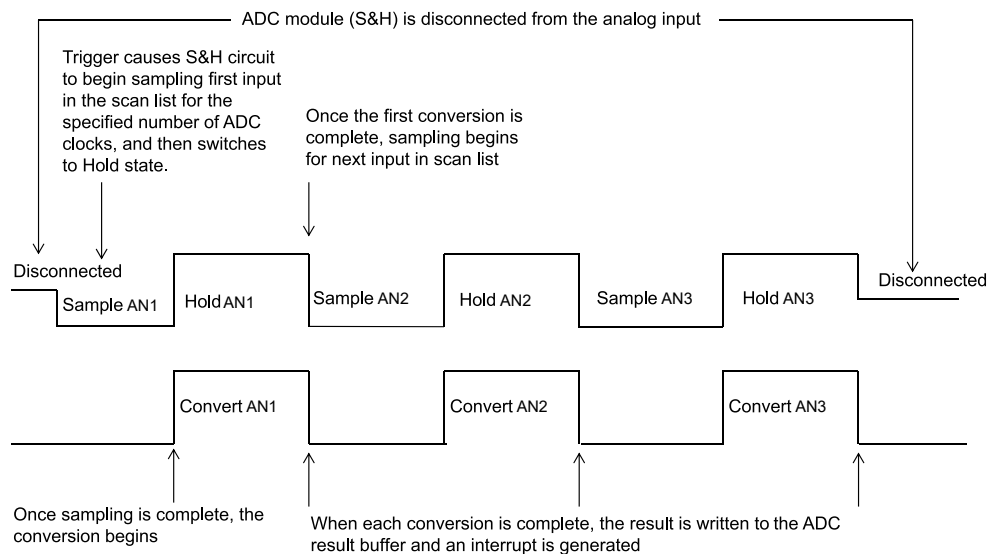 ADC module (S&H) is disconnected from the analog input
Trigger causes S&H circuit
to begin sampling first input
in the scan list for the
specified number of ADC
clocks, and then switches
to Hold state.
Once the first conversion is
complete, sampling begins
for next input in scan list
Disconnected
Sample AN1
Hold AN1
Sample AN2
Hold AN2
Sample AN3
Hold AN3
Disconnected
Convert AN1
Convert AN2
Convert AN3
Once sampling is complete, the
conversion begins
When each conversion is complete, the result is written to the ADC
result buffer and an interrupt is generated